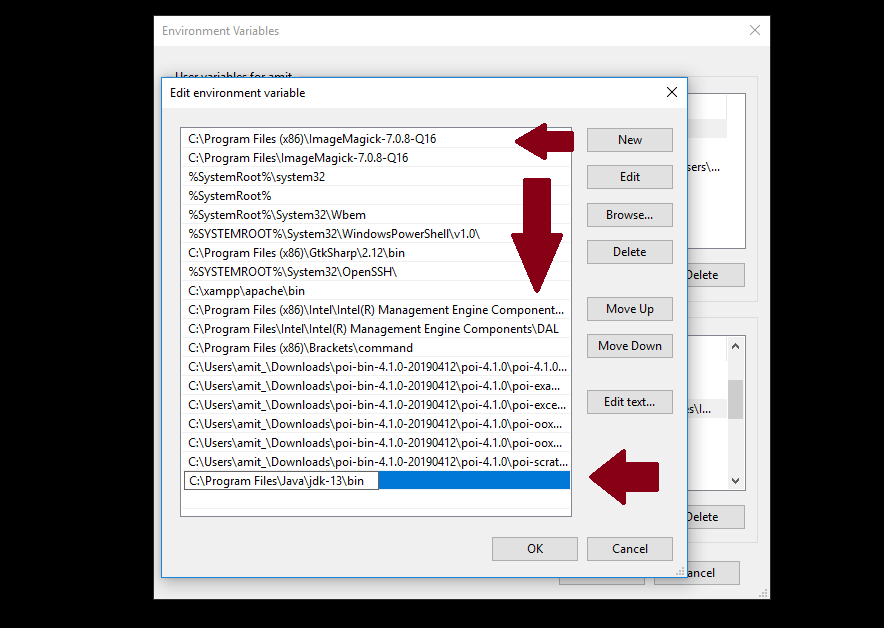 Environment Variables
User variables for amit
Edit environment variable
C:\Program Files (x86)\ImageMagick-7.0.8-Q16
New
C:\Program Files\ImageMagick-7.0.8-Q16
%SystemRoot%\system32
Edit
sers\...
%SystemRoot%
%SystemRoot%\System32\Wbem
Browse...
%SYSTEMROOT%\System32\WindowsPowerShell\v1.0\
C:\Program Files (x86)\GtkSharp\2.12\bin
Delete
%SYSTEMROOT%\System32\OpenSSH\
Delete
C:\xampp\apache\bin
C:\Program Files (x86)\Intel\Intel(R) Management Engine Component...
Move Up
C:\Program Files\Intel\Intel(R) Management Engine Components\DAL
C:\Program Files (x86)\Brackets\command
Move Down
C:\Users\amit_\Downloads\poi-bin-4.1.0-20190412\poi-4.1.0\poi-4.1.0...
C:\Users\amit_\Downloads\poi-bin-4.1.0-20190412\poi-4.1.0\poi-exa...
C:\Users\amit_\Downloads\poi-bin-4.1.0-20190412\poi-4.1.0\poi-exce...
Edit text...
es\I...
C:\Users\amit_\Downloads\poi-bin-4.1.0-20190412\poi-4.1.0\poi-oox...
C:\Users\amit_\Downloads\poi-bin-4.1.0-20190412\poi-4.1.0\poi-oox...
C:\Users\amit_\Downloads\poi-bin-4.1.0-20190412\poi-4.1.0\poi-scrat...
C:\Program Files\Java\jdk-13\bin
Delete
OK
Cancel
ancel